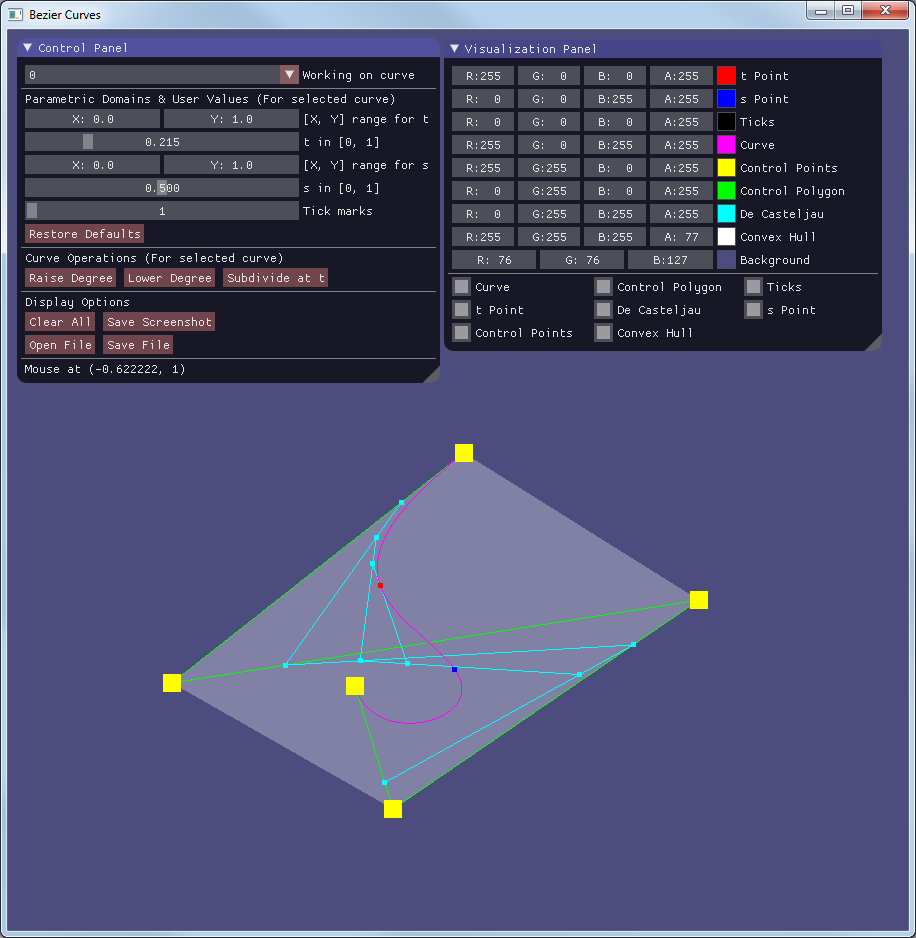 Bezier Curves
Control Panel
0 Working on curve
Parametric Domains & User Values (For selected curve)
X: 0.0 Y: 1.0 [X, Y] range for t
0.215 t in [0, 1]
X: 0.0 Y: 1.0 [X, Y] range for s
0.500 s in [0, 1]
1 Tick marks
Restore Defaults
Curve Operations (For selected curve)
Raise Degree Lower Degree Subdivide at t
Display Options
Clear All Save Screenshot
Open File Save File
Mouse at (-0.622222, 1)
Visualization Panel
R:255 G: 0 B: 0 A:255 t Point
R: 0 G: 0 B:255 A:255 s Point
R: 0 G: 0 B: 0 A:255 Ticks
R:255 G: 0 B:255 A:255 Curve
R:255 G:255 B: 0 A:255 Control Points
R: 0 G:255 B: 0 A:255 Control Polygon
R: 0 G:255 B:255 A:255 De Casteljau
R:255 G:255 B:255 A: 77 Convex Hull
R: 76 G: 76 B:127 Background
Curve Control Polygon Ticks
t Point De Casteljau s Point
Control Points Convex Hull